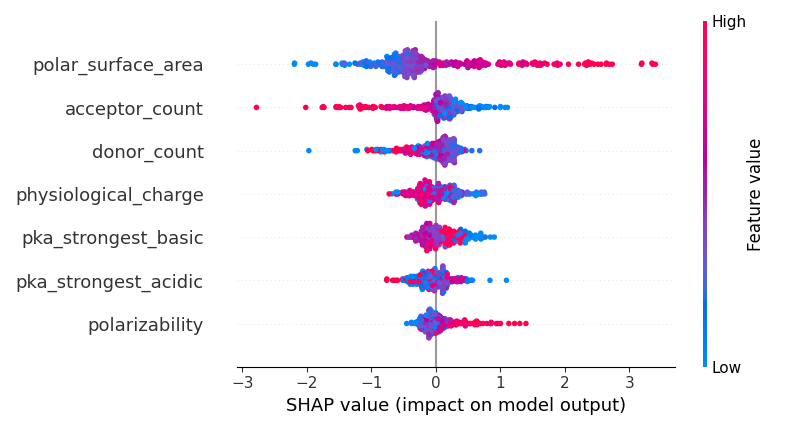 High
polar_surface_area
acceptor_count
donor_count
physiological_charge
pka_strongest_basic
pka_strongest_acidic
polarizability
Feature value
Low
−3 −2 −1 0 1 2 3
SHAP value (impact on model output)